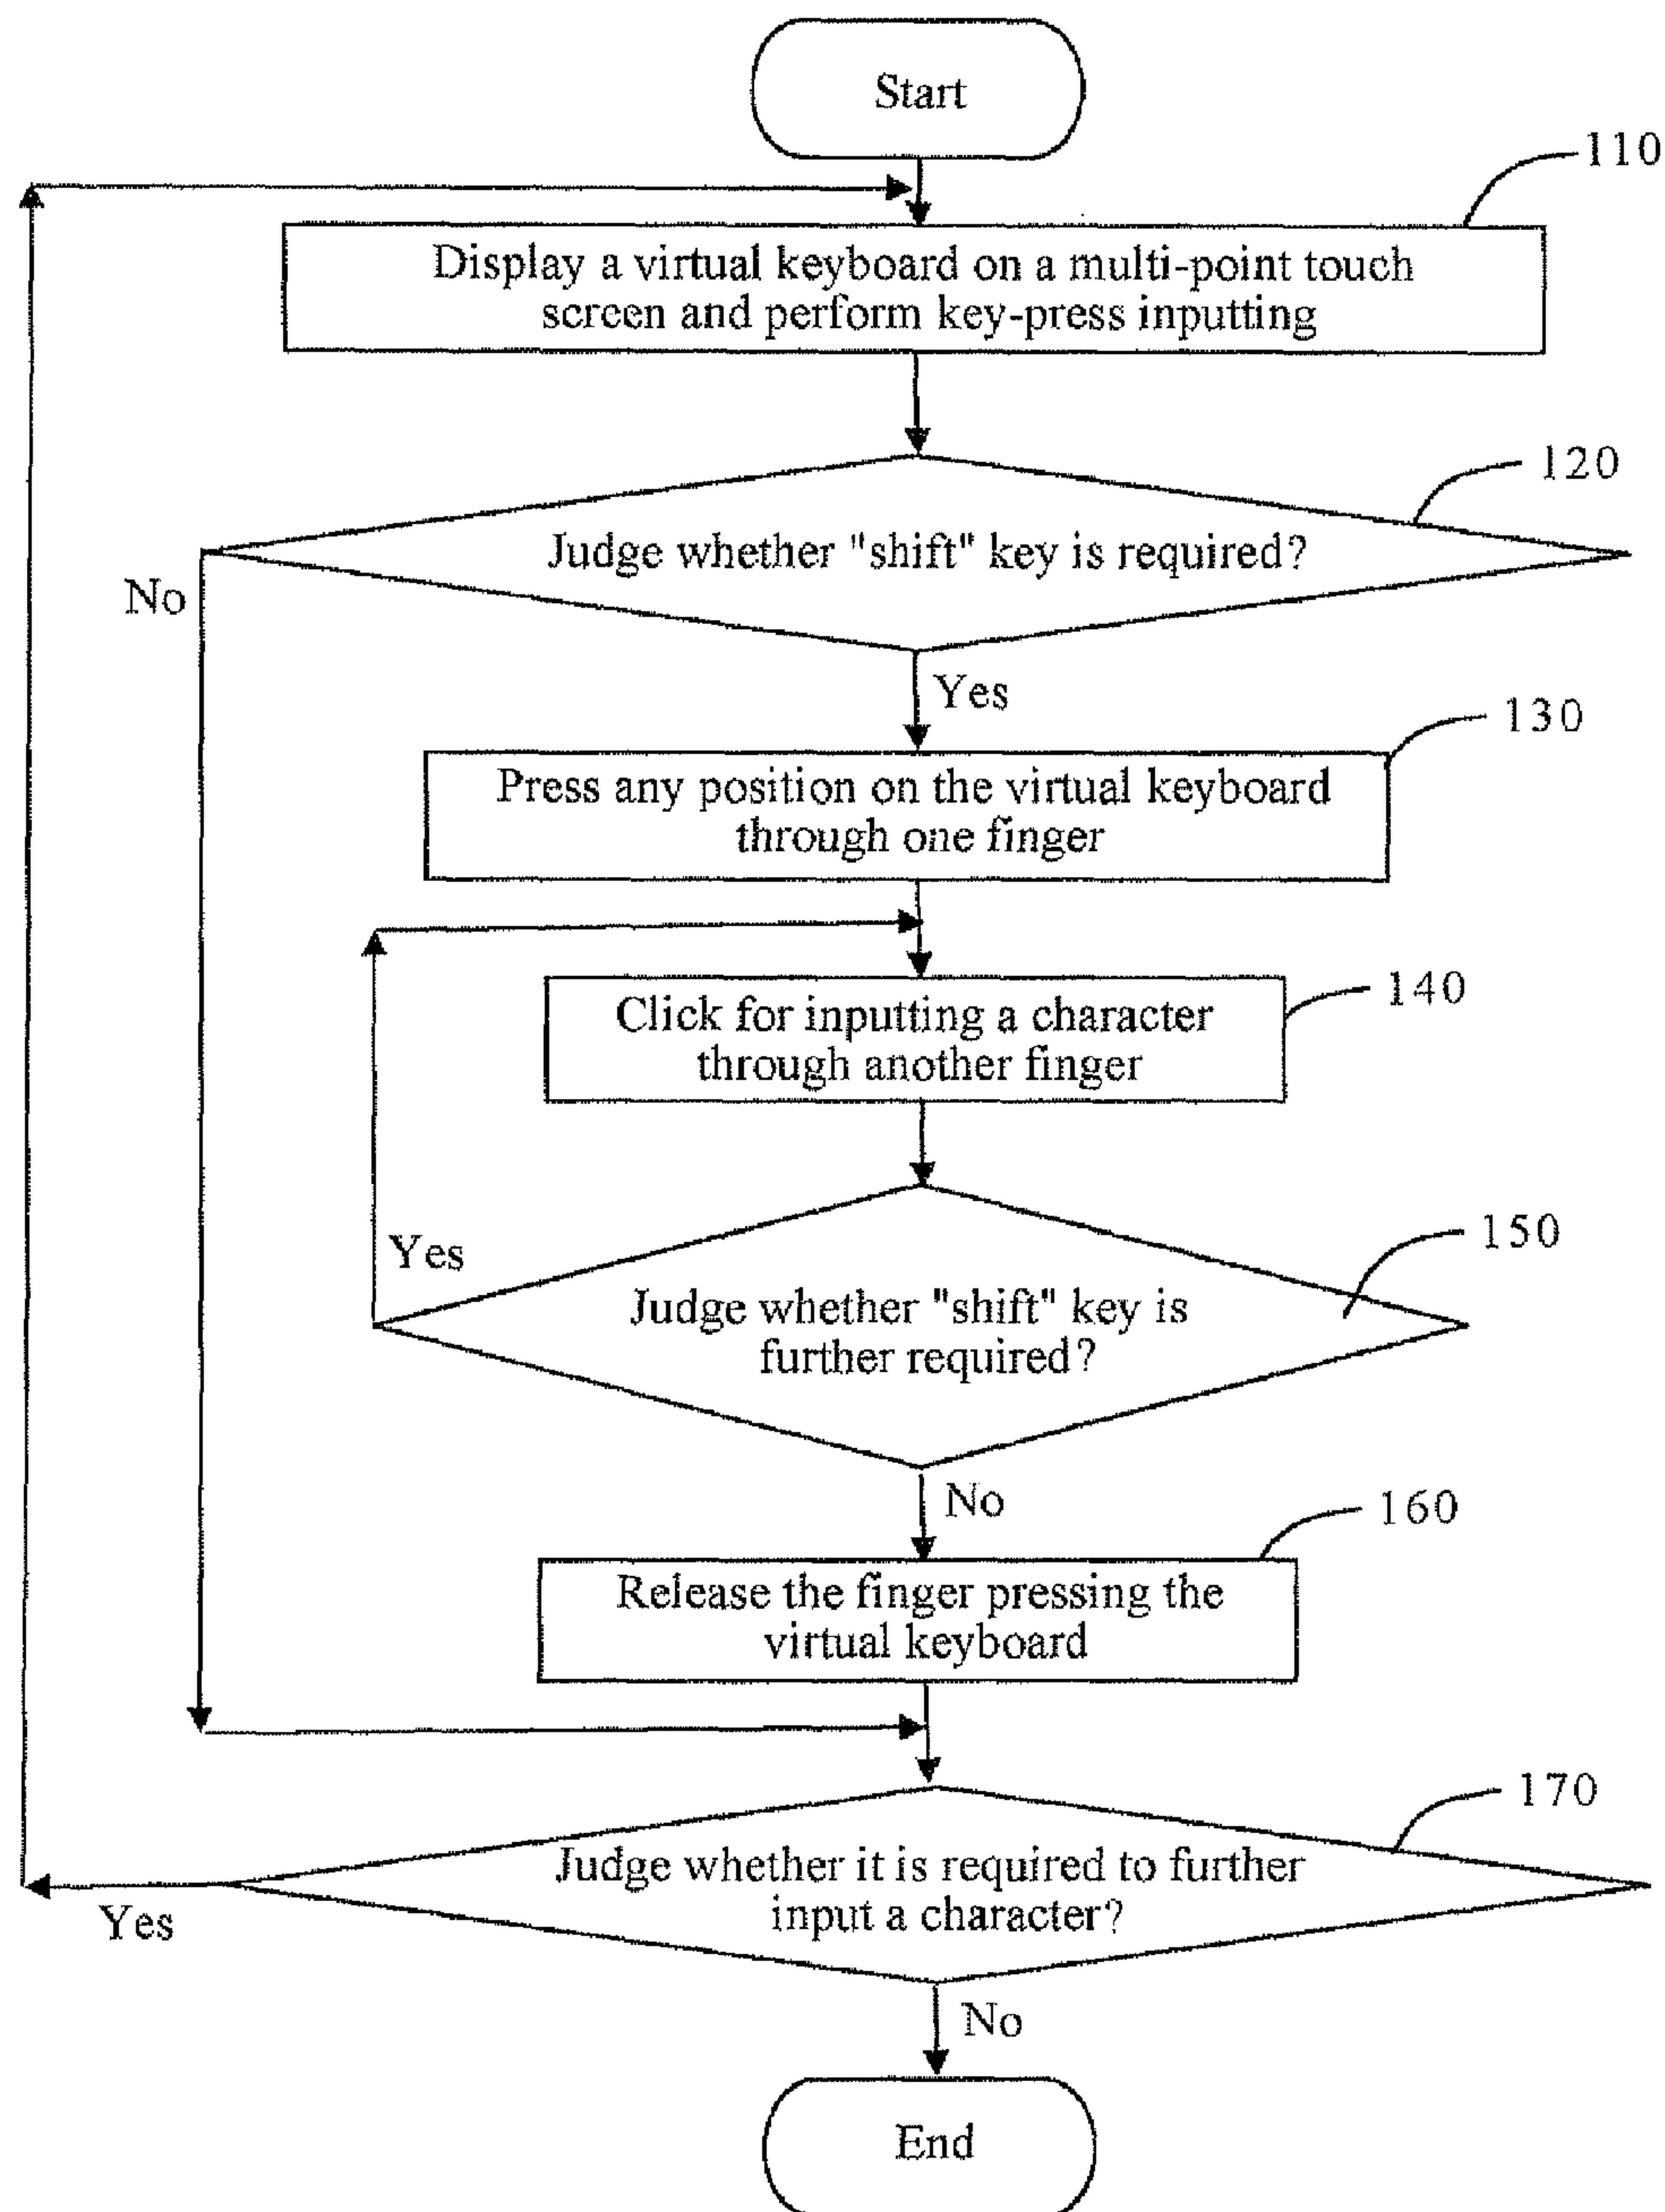 Start
110
Display a virtual keyboard on a multi-point touch
screen and perform key-press inputting
120
Judge whether "shift" key is required?
No
Yes
130
Press any position on the virtual keyboard
through one finger
140
Click for inputting a character
through another finger
150
Yes
Judge whether "shift" key is
further required?
No
160
Release the finger pressing the
virtual keyboard
170
Judge whether it is required to further
input a character?
Yes
No
End